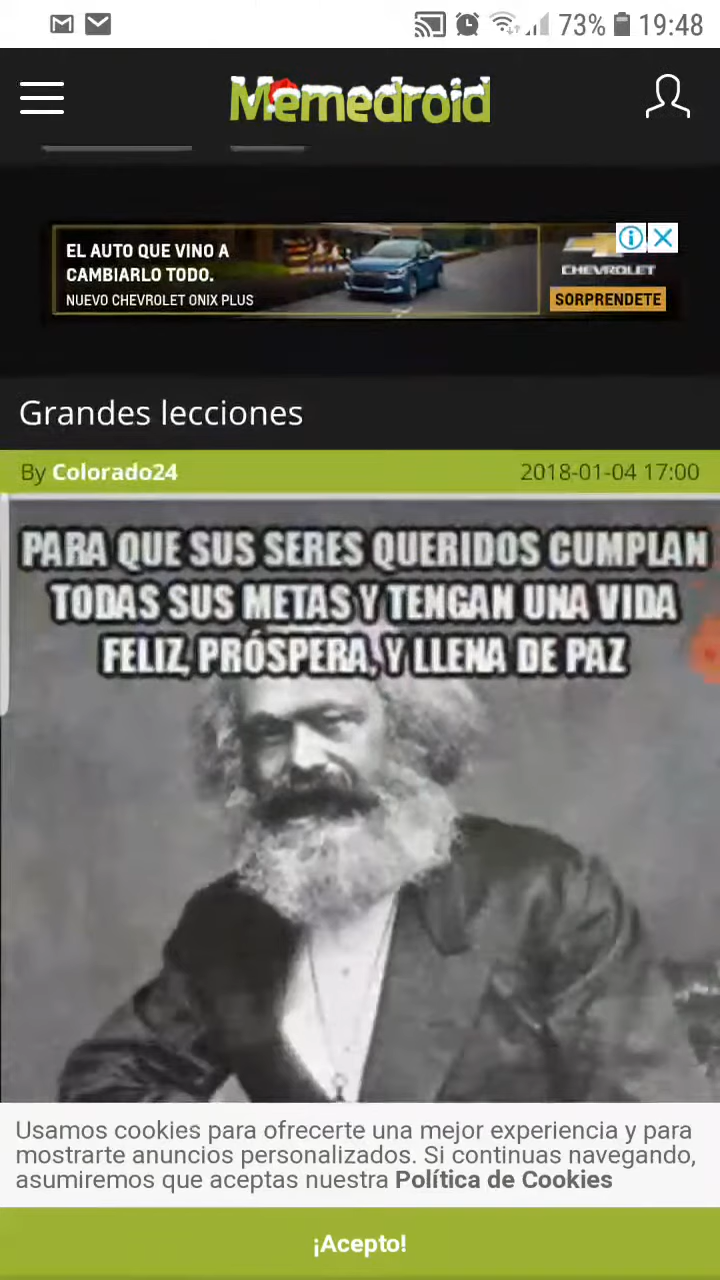 73% 19:48
Memedroid
EL AUTO QUE VINO A
CAMBIARLO TODO.
NUEVO CHEVROLET ONIX PLUS
CHEVROLET
SORPRENDETE
Grandes lecciones
By Colorado24 2018-01-04 17:00
PARA QUE SUS SERES QUERIDOS CUMPLAN
TODAS SUS METAS Y TENGAN UNA VIDA
FELIZ, PRÓSPERA, Y LLENA DE PAZ
Usamos cookies para ofrecerte una mejor experiencia y para
mostrarte anuncios personalizados. Si continuas navegando,
asumiremos que aceptas nuestra Política de Cookies
¡Acepto!